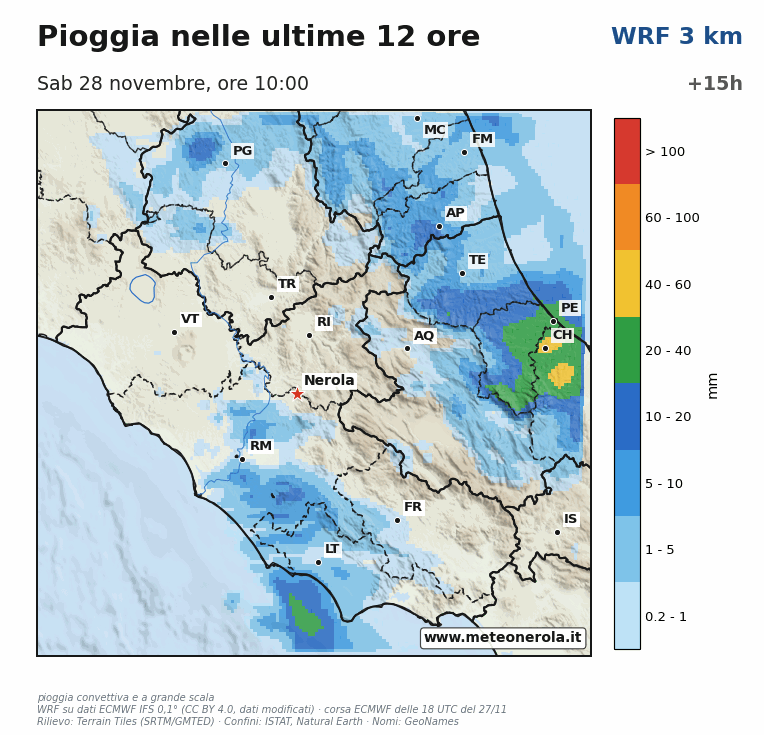 Pioggia nelle ultime 12 ore
WRF 3 km
Sab 28 novembre, ore 10:00
+15h
MC
FM
PG
AP
TE
TR
PE
VT
RI
AQ
CH
Nerola
RM
FR
IS
LT
www.meteonerola.it
> 100
60 - 100
40 - 60
20 - 40
10 - 20
5 - 10
1 - 5
0.2 - 1
mm
pioggia convettiva e a grande scala
WRF su dati ECMWF IFS 0,1° (CC BY 4.0, dati modificati) · corsa ECMWF delle 18 UTC del 27/11
Rilievo: Terrain Tiles (SRTM/GMTED) · Confini: ISTAT, Natural Earth · Nomi: GeoNames